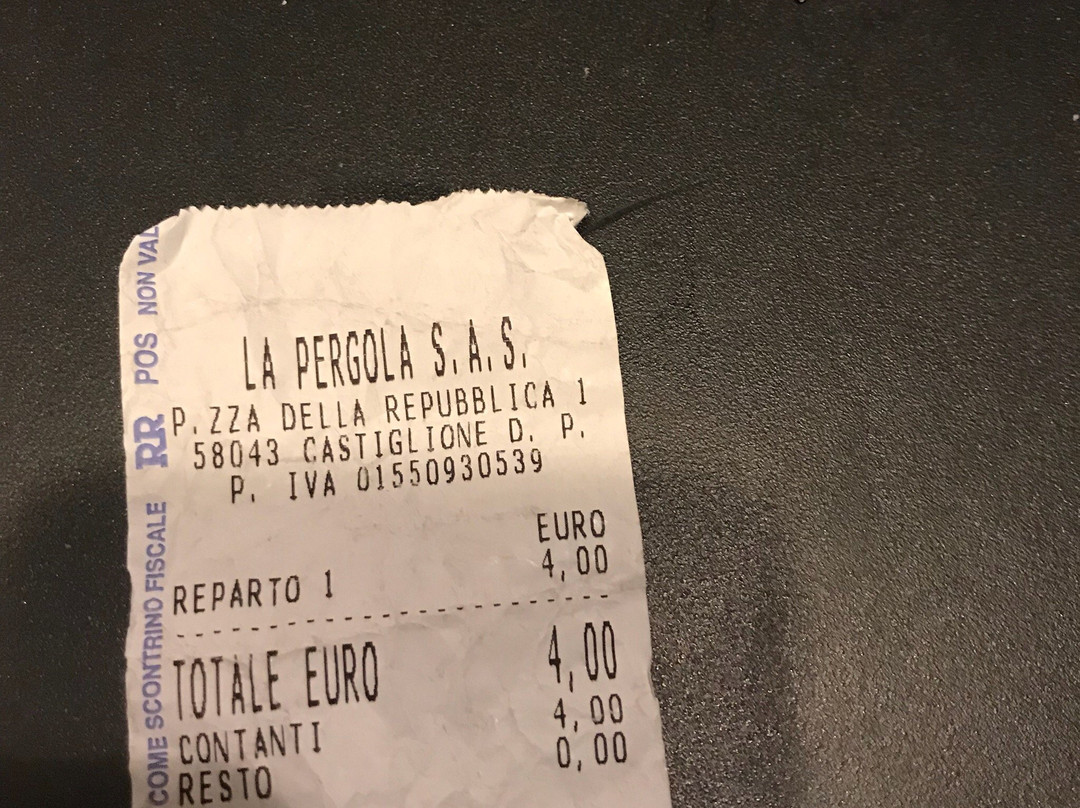 LA PERGOLA S.A.S.
P.ZZA DELLA REPUBBLICA 1
58043 CASTIGLIONE D. P.
P. IVA 01550930539
EURO
REPARTO 1 4,00
TOTALE EURO 4,00
CONTANTI 4,00
RESTO 0,00
COME SCONTRINO FISCALE RR POS NON VAL